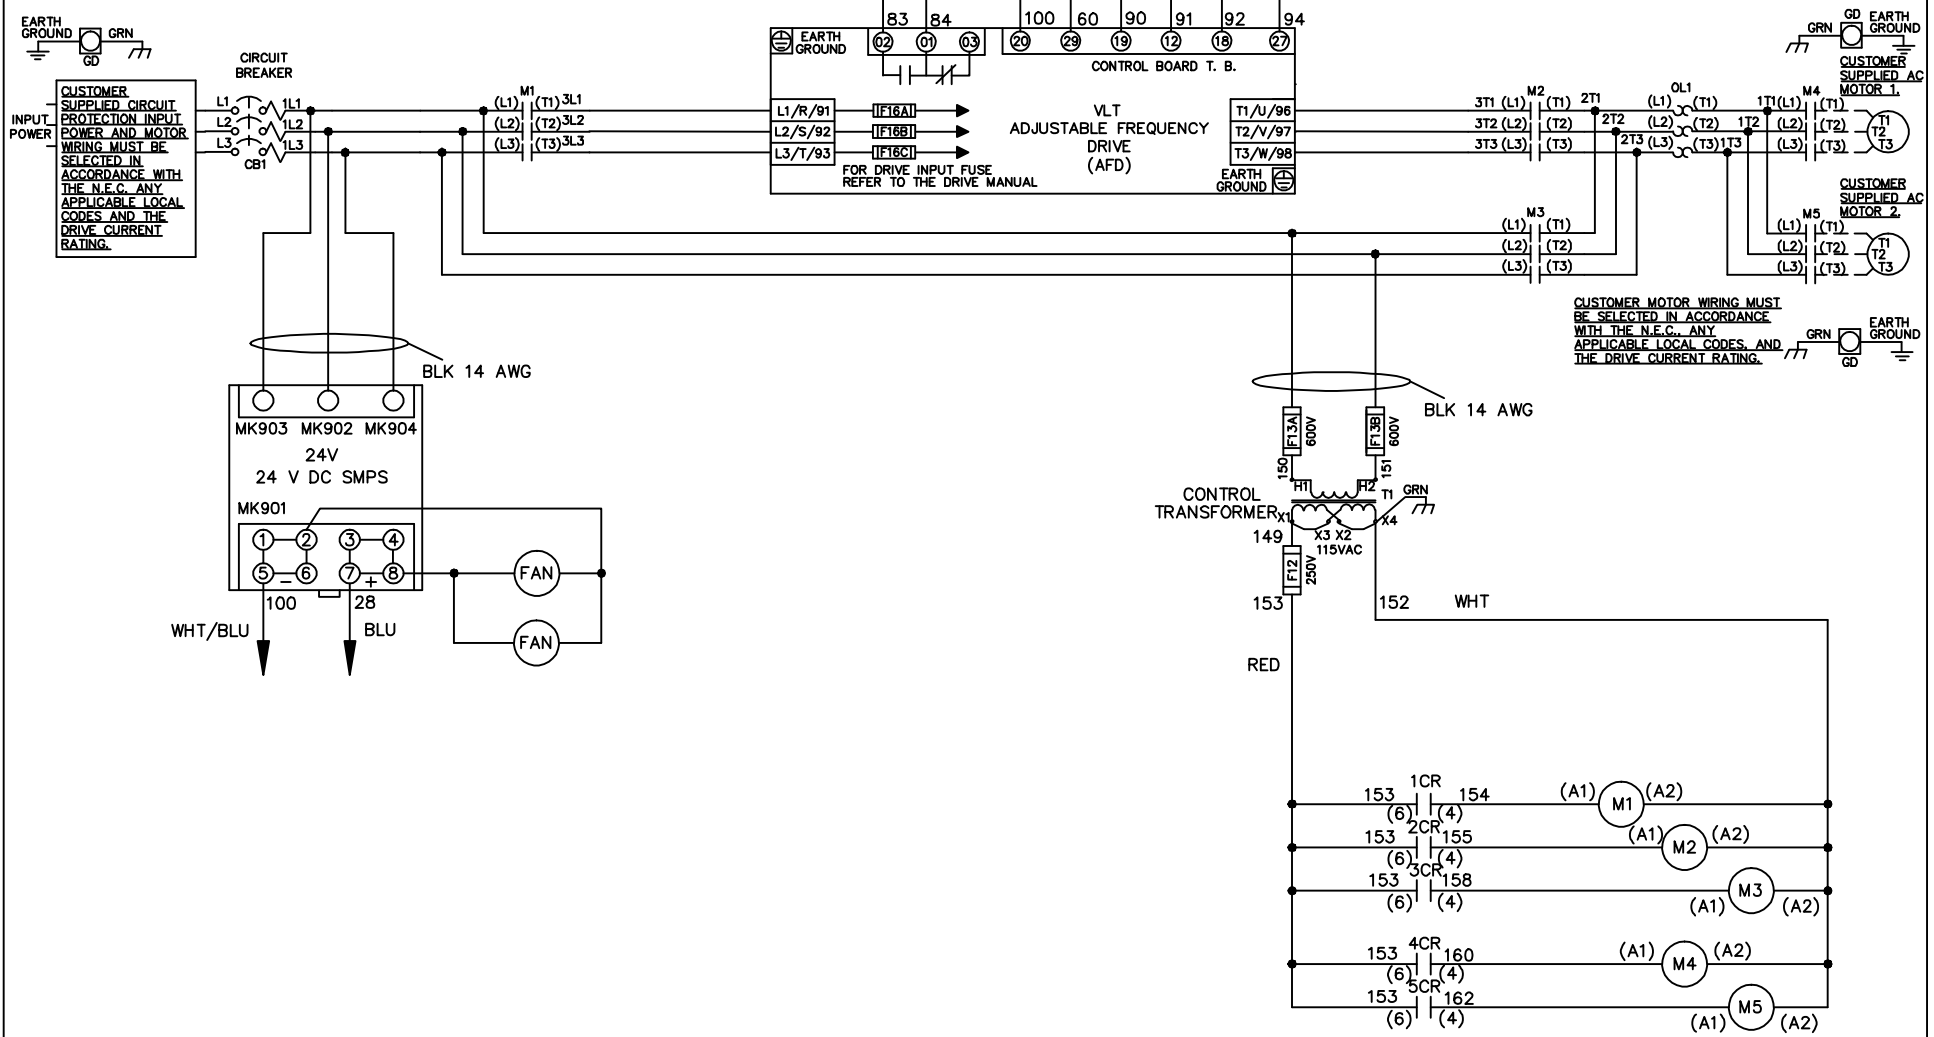 83 84 100 60 90 91 92 94
EARTH
GROUND
GRN
GD
EARTH
GROUND
02 01 03 20 29 19 12 18 27
CONTROL BOARD T. B.
GD
EARTH
GROUND
GRN
CIRCUIT
BREAKER
CUSTOMER
SUPPLIED CIRCUIT
PROTECTION INPUT
POWER AND MOTOR
WIRING MUST BE
SELECTED IN
ACCORDANCE WITH
THE N.E.C. ANY
APPLICABLE LOCAL
CODES AND THE
DRIVE CURRENT
RATING.
INPUT
POWER
L1 1L1
L2 1L2
L3 1L3
CB1
M1
(L1) (T1) 3L1
(L2) (T2) 3L2
(L3) (T3) 3L3
L1/R/91 F16A
L2/S/92 F16B
L3/T/93 F16C
FOR DRIVE INPUT FUSE
REFER TO THE DRIVE MANUAL
VLT
ADJUSTABLE FREQUENCY
DRIVE
(AFD)
T1/U/96
T2/V/97
T3/W/98
EARTH
GROUND
M2
3T1 (L1) (T1) 2T1
3T2 (L2) (T2) 2T2
3T3 (L3) (T3) 2T3
OL1
(L1) (T1) 1T1
(L2) (T2) 1T2
(L3) (T3) 1T3
M4
(L1) (T1)
(L2) (T2)
(L3) (T3)
CUSTOMER
SUPPLIED AC
MOTOR 1.
T1
T2
T3
M3
(L1) (T1)
(L2) (T2)
(L3) (T3)
CUSTOMER
SUPPLIED AC
MOTOR 2.
M5
(L1) (T1)
(L2) (T2)
(L3) (T3)
T1
T2
T3
CUSTOMER MOTOR WIRING MUST
BE SELECTED IN ACCORDANCE
WITH THE N.E.C., ANY
APPLICABLE LOCAL CODES, AND
THE DRIVE CURRENT RATING.
GRN
GD
EARTH
GROUND
BLK 14 AWG
MK903 MK902 MK904
24V
24 V DC SMPS
MK901
1 2 3 4
5 - 6 7 + 8
100 28
WHT/BLU BLU
FAN
FAN
BLK 14 AWG
F13A
600V
F13B
600V
150 151
H1 H2 T1 GRN
CONTROL
TRANSFORMER
X1 X3 X2 X4
115VAC
149
F12
250V
153 152 WHT
RED
1CR
153 154 (A1) M1 (A2)
(6) (4)
2CR
153 155 (A1) M2 (A2)
(6) (4)
3CR
153 158 M3
(6) (4) (A1) (A2)
4CR
153 160 (A1) M4 (A2)
(6) (4)
5CR
153 162 M5
(6) (4) (A1) (A2)